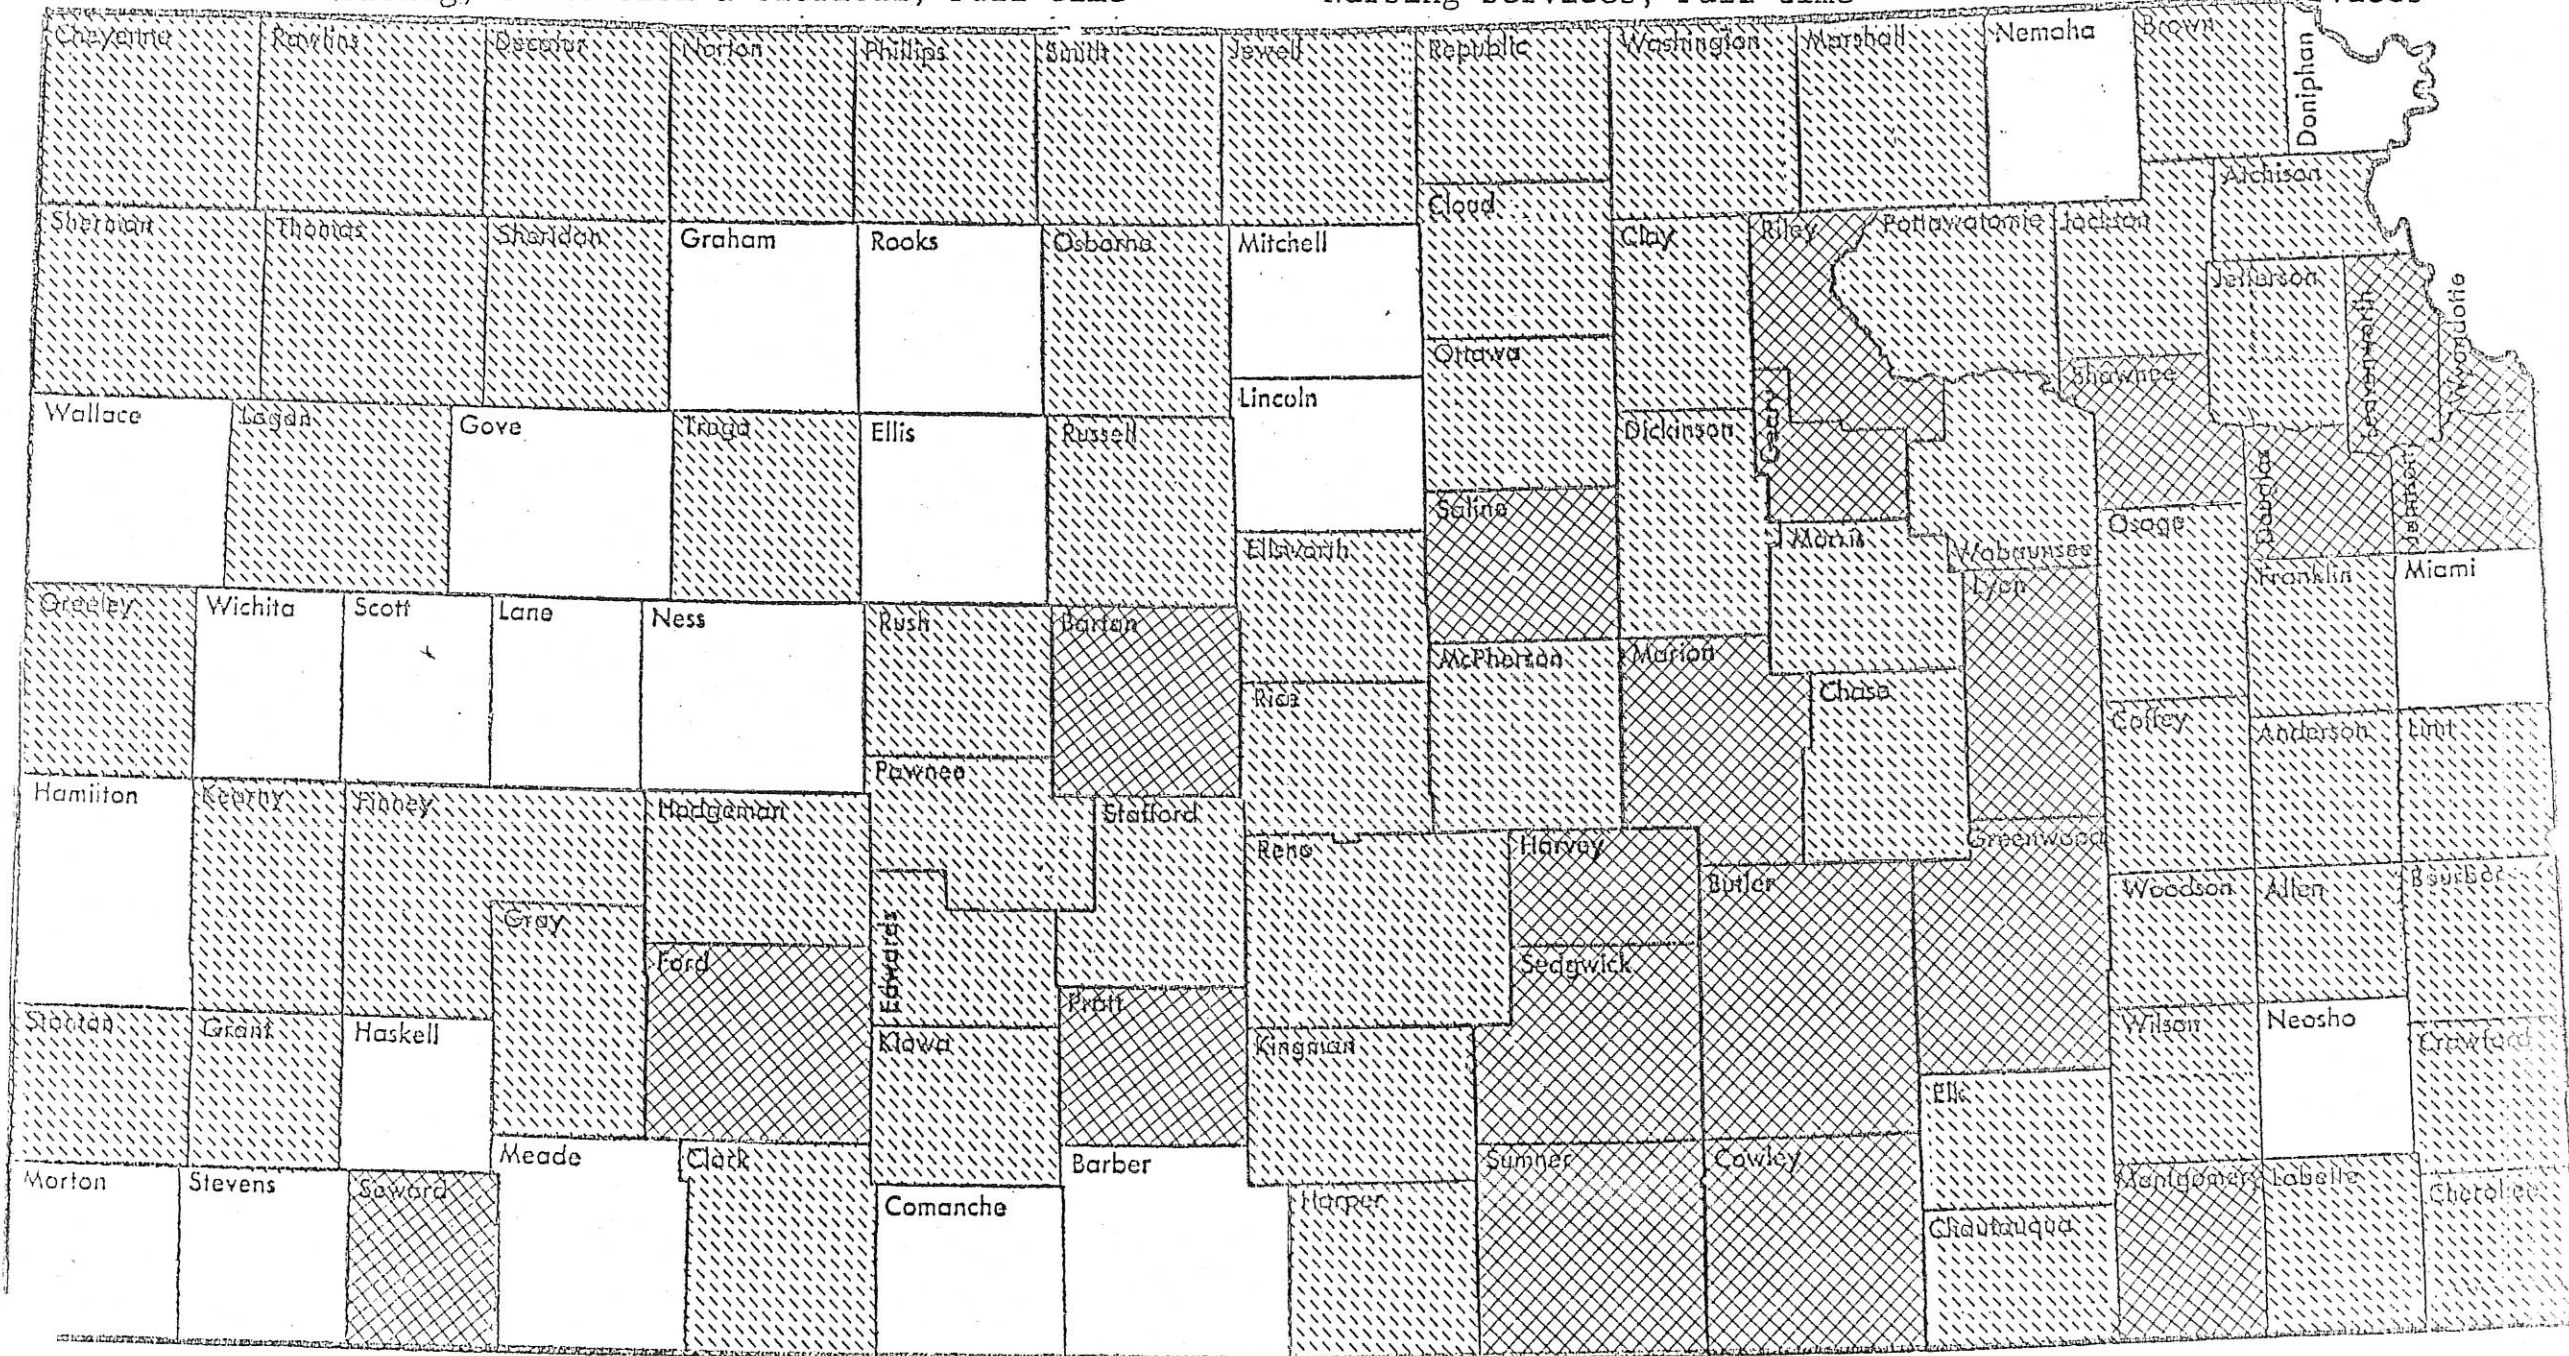 Full Time Nursing Services, Full Time
Cheyenne Rawlins Decatur Norton Phillips Smith Jewell Republic Washington Marshall Nemaha Brown Doniphan
Atchison
Cloud
Sherman Thomas Sheridan Graham Rooks Osborne Mitchell Clay Riley Pottawatomie Jackson
Jefferson Leavenworth Wyandotte
Ottawa Shawnee
Lincoln
Wallace Logan Gove Trego Ellis Russell Dickinson Geary
Douglas Johnson
Saline Osage
Ellsworth Morris Wabaunsee
Franklin Miami
Greeley Wichita Scott Lane Ness Rush Barton Lyon
McPherson Marion
Rice Chase
Coffey Anderson Linn
Pawnee
Hamilton Kearny Finney Hodgeman Stafford
Reno Harvey Greenwood
Butler Woodson Allen Bourbon
Gray Edwards
Ford Sedgwick
Pratt
Stanton Grant Haskell Kiowa Kingman Wilson Neosho Crawford
Elk
Meade Clark Barber Sumner Cowley
Morton Stevens Seward Montgomery Labette Cherokee
Comanche Harper
Chautauqua